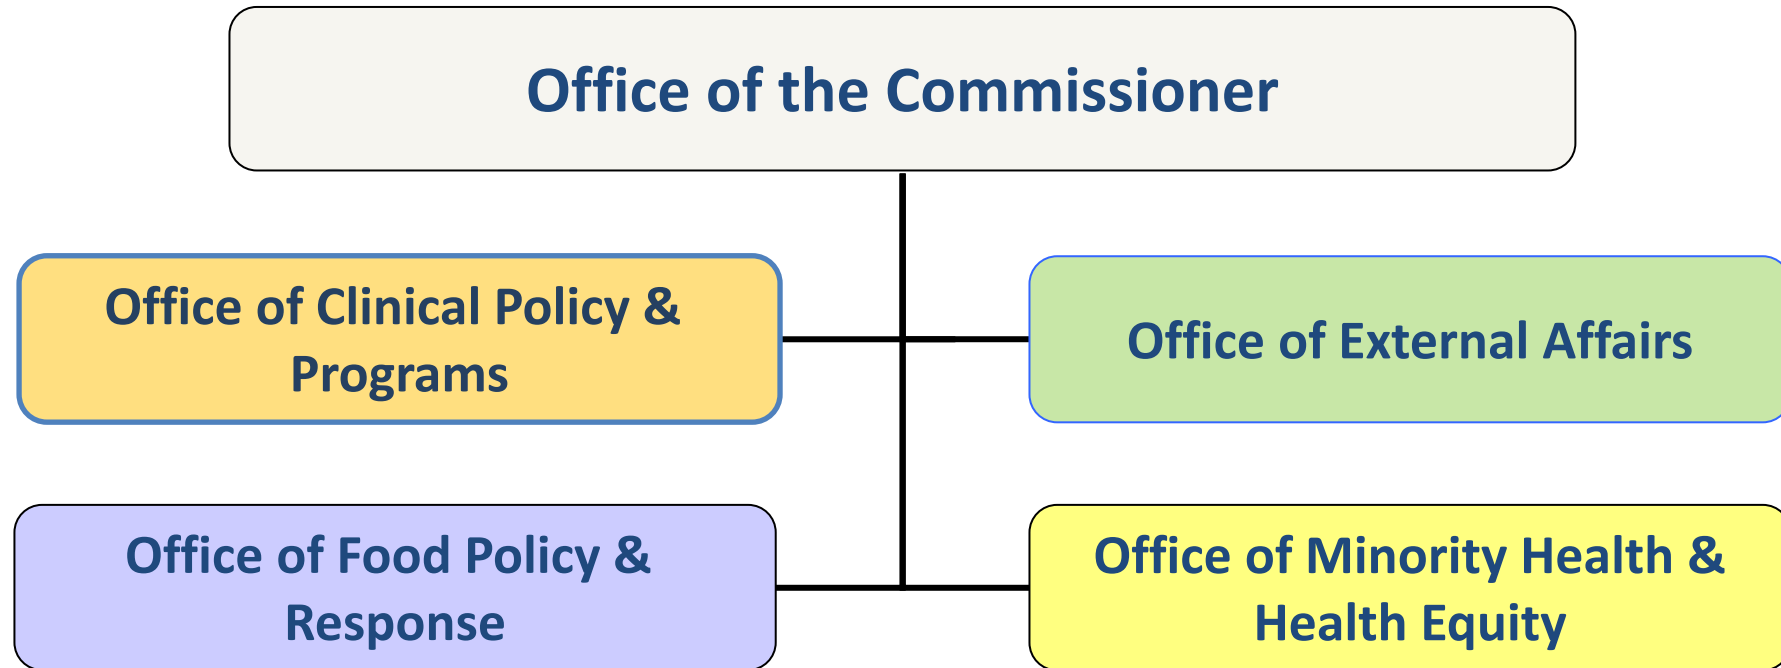 Office of the Commissioner
Office of Clinical Policy &
Programs
Office of External Affairs
Office of Food Policy &
Response
Office of Minority Health &
Health Equity